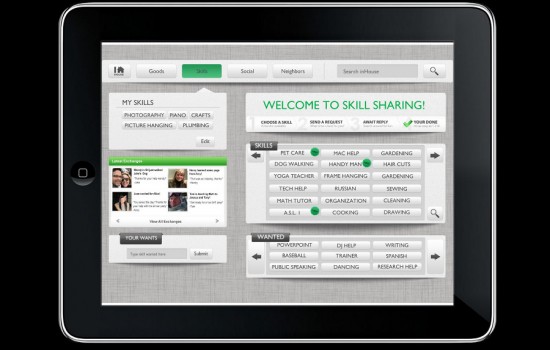 Goods Skills Social Neighbors Search inHouse
MY SKILLS
PHOTOGRAPHY PIANO CRAFTS
PICTURE HANGING PLUMBING
Edit
Latest Exchanges
View All Exchanges
YOUR WANTS
Type skill wanted here Submit
WELCOME TO SKILL SHARING!
1 CHOOSE A SKILL 2 SEND A REQUEST 3 AWAIT REPLY YOUR DONE
SKILLS
PET CARE MAC HELP GARDENING
DOG WALKING HANDY MAN HAIR CUTS
YOGA TEACHER FRAME HANGING GARDENING
TECH HELP RUSSIAN SEWING
MATH TUTOR ORGANIZATION CLEANING
A.S.L. 1 COOKING DRAWING
WANTED
POWERPOINT DJ HELP WRITING
BASEBALL TRAINER SPANISH
PUBLIC SPEAKING DANCING RESEARCH HELP